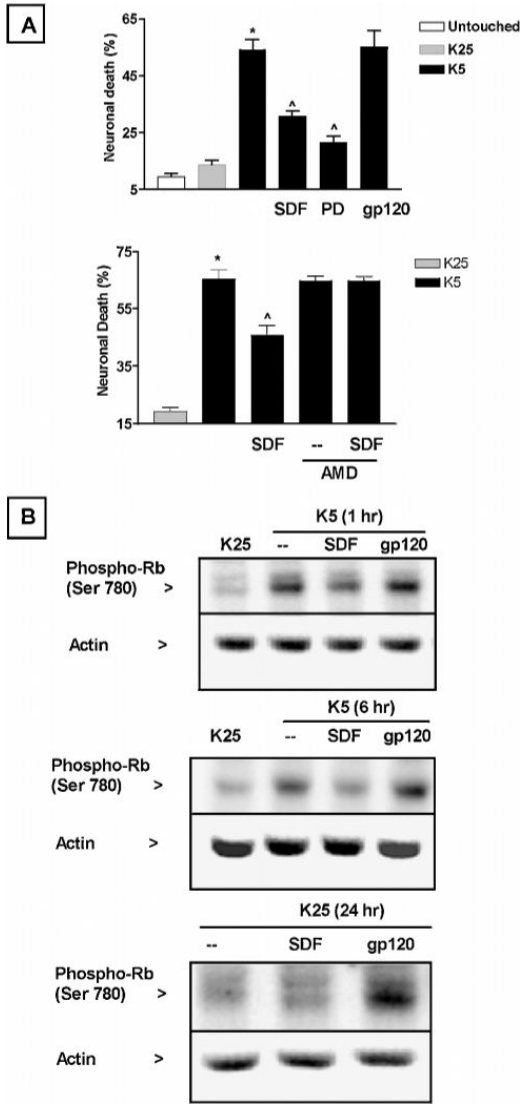 A
Neuronal death (%)
65
45
25
5
*
^
^
SDF PD gp120
Untouched
K25
K5
Neuronal Death (%)
75
55
35
15
*
^
SDF -- SDF
AMD
K25
K5
B
K5 (1 hr)
K25 -- SDF gp120
Phospho-Rb
(Ser 780) >
Actin >
K5 (6 hr)
K25 -- SDF gp120
Phospho-Rb
(Ser 780) >
Actin >
K25 (24 hr)
-- SDF gp120
Phospho-Rb
(Ser 780) >
Actin >